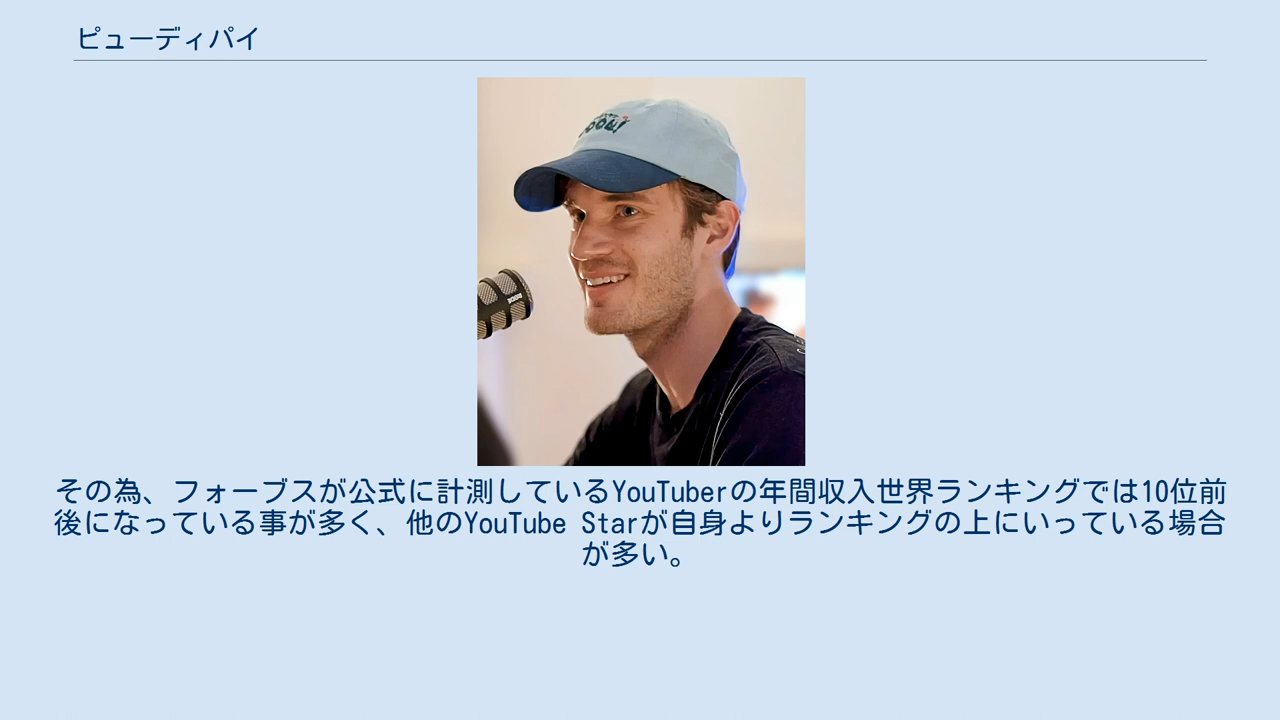 ピューディパイ
その為、フォーブスが公式に計測しているYouTuberの年間収入世界ランキングでは10位前
後になっている事が多く、他のYouTube Starが自身よりランキングの上にいっている場合
が多い。